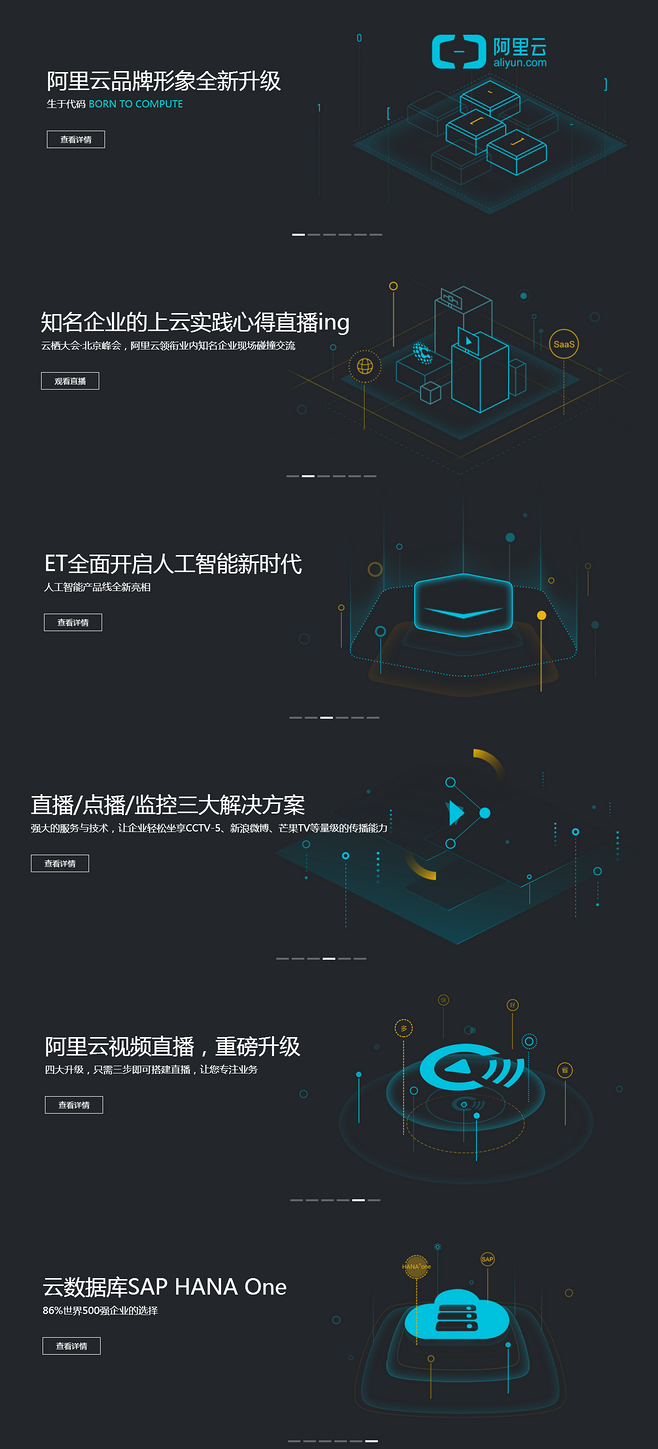 阿里云
aliyun.com
阿里云品牌形象全新升级
生于代码 BORN TO COMPUTE
查看详情
知名企业的上云实践心得直播ing
云栖大会·北京峰会，阿里云领衔业内知名企业现场碰撞交流
SaaS
观看直播
ET全面开启人工智能新时代
人工智能产品线全新亮相
查看详情
直播/点播/监控三大解决方案
强大的服务与技术，让企业轻松坐享CCTV-5、新浪微博、芒果TV等量级的传播能力
查看详情
快
好
多
阿里云视频直播，重磅升级
四大升级，只需三步即可搭建直播，让您专注业务
省
查看详情
SAP
HANA One
云数据库SAP HANA One
86%世界500强企业的选择
查看详情